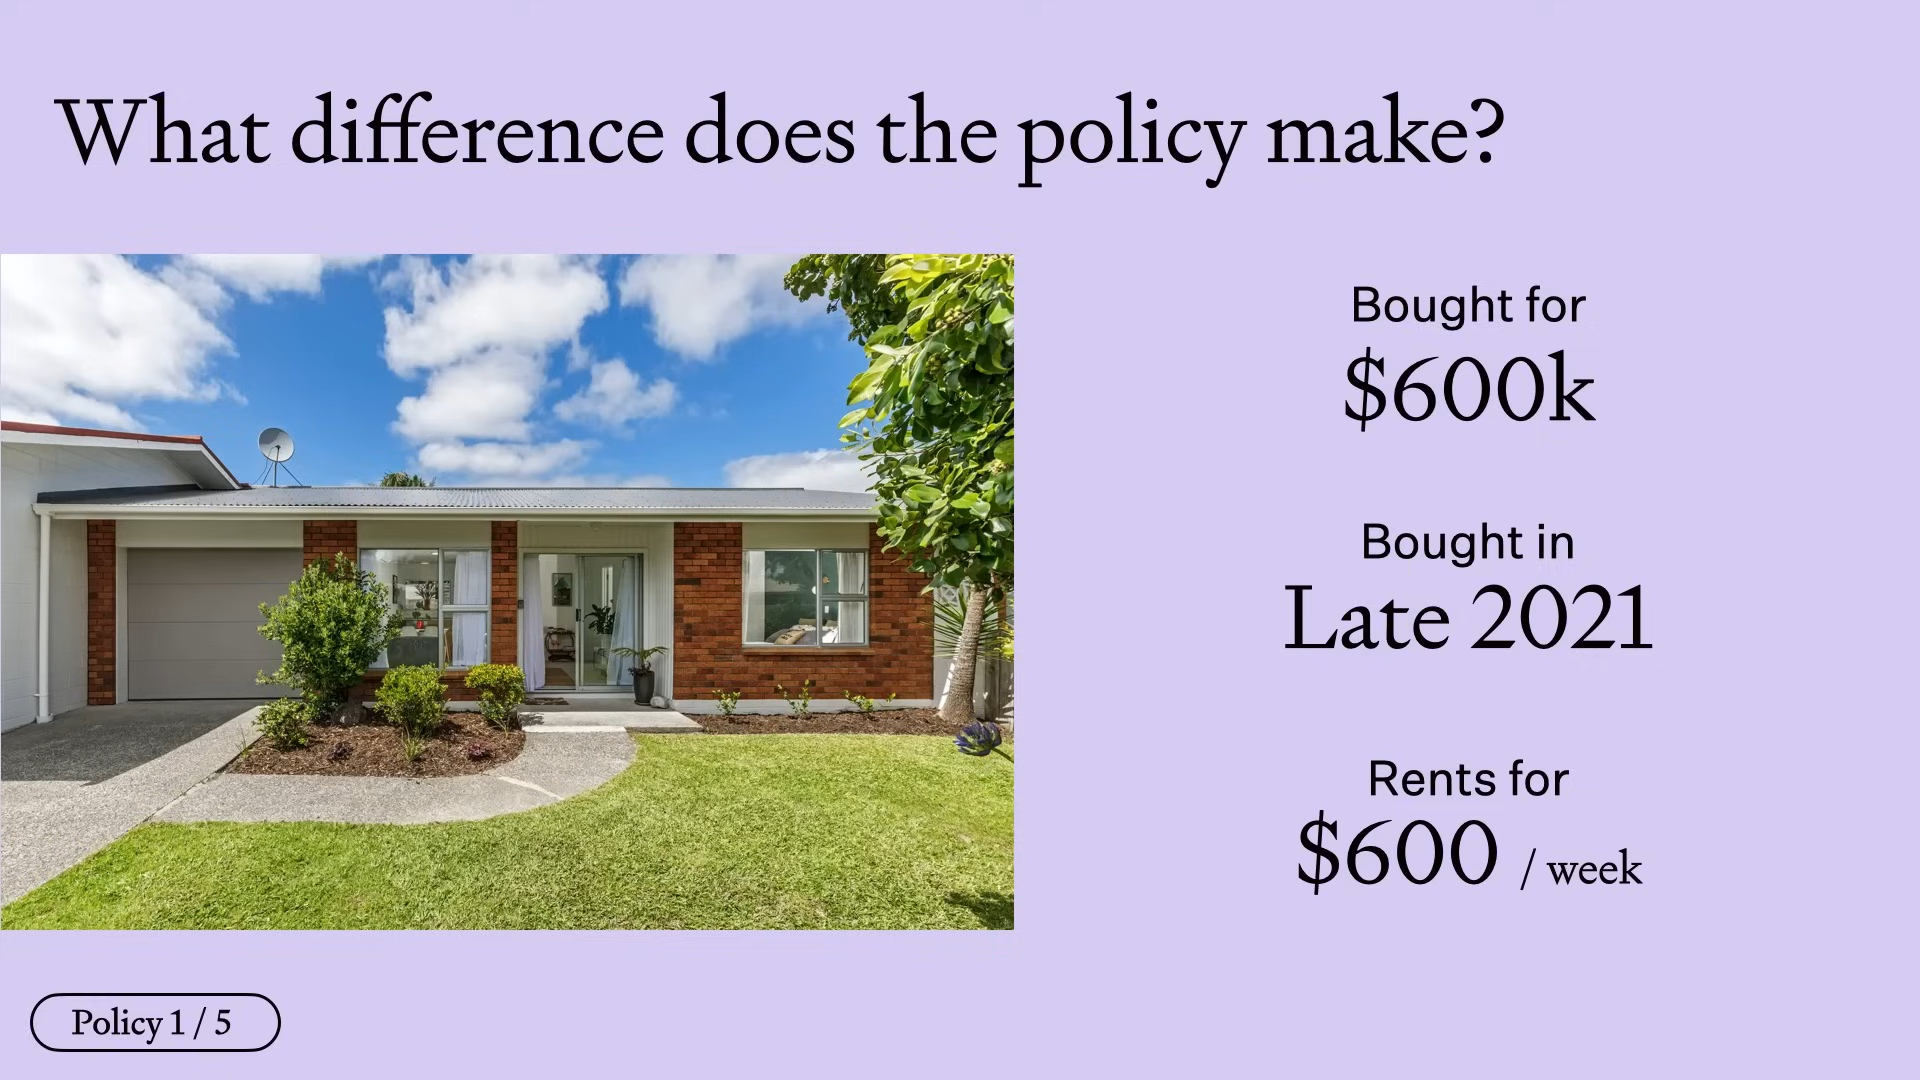 What difference does the policy make?
Bought for
$600k
Bought in
Late 2021
Rents for
$600 / week
Policy 1 / 5